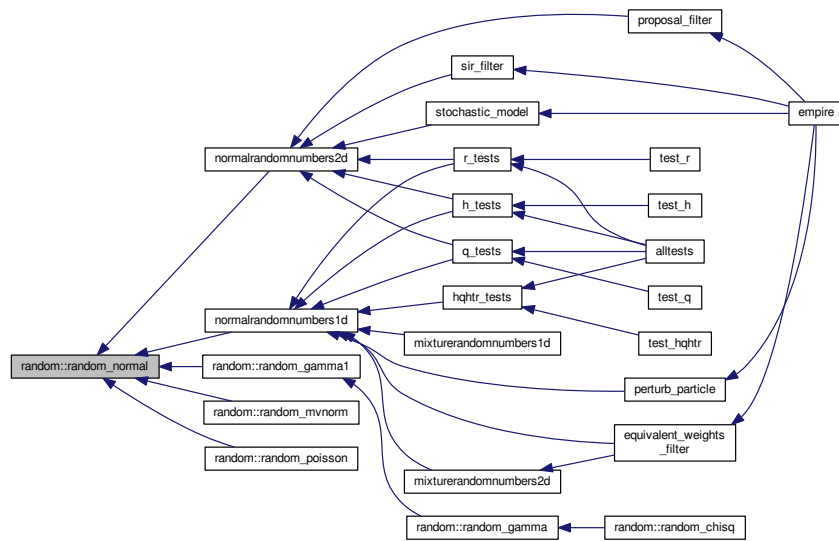 proposal_filter
sir_filter
stochastic_model
empire
normalrandomnumbers2d
r_tests
test_r
h_tests
test_h
q_tests
alltests
hqhtr_tests
test_q
normalrandomnumbers1d
mixturerandomnumbers1d
test_hqhtr
random::random_normal
random::random_gamma1
perturb_particle
random::random_mvnorm
equivalent_weights
_filter
random::random_poisson
mixturerandomnumbers2d
random::random_gamma
random::random_chisq